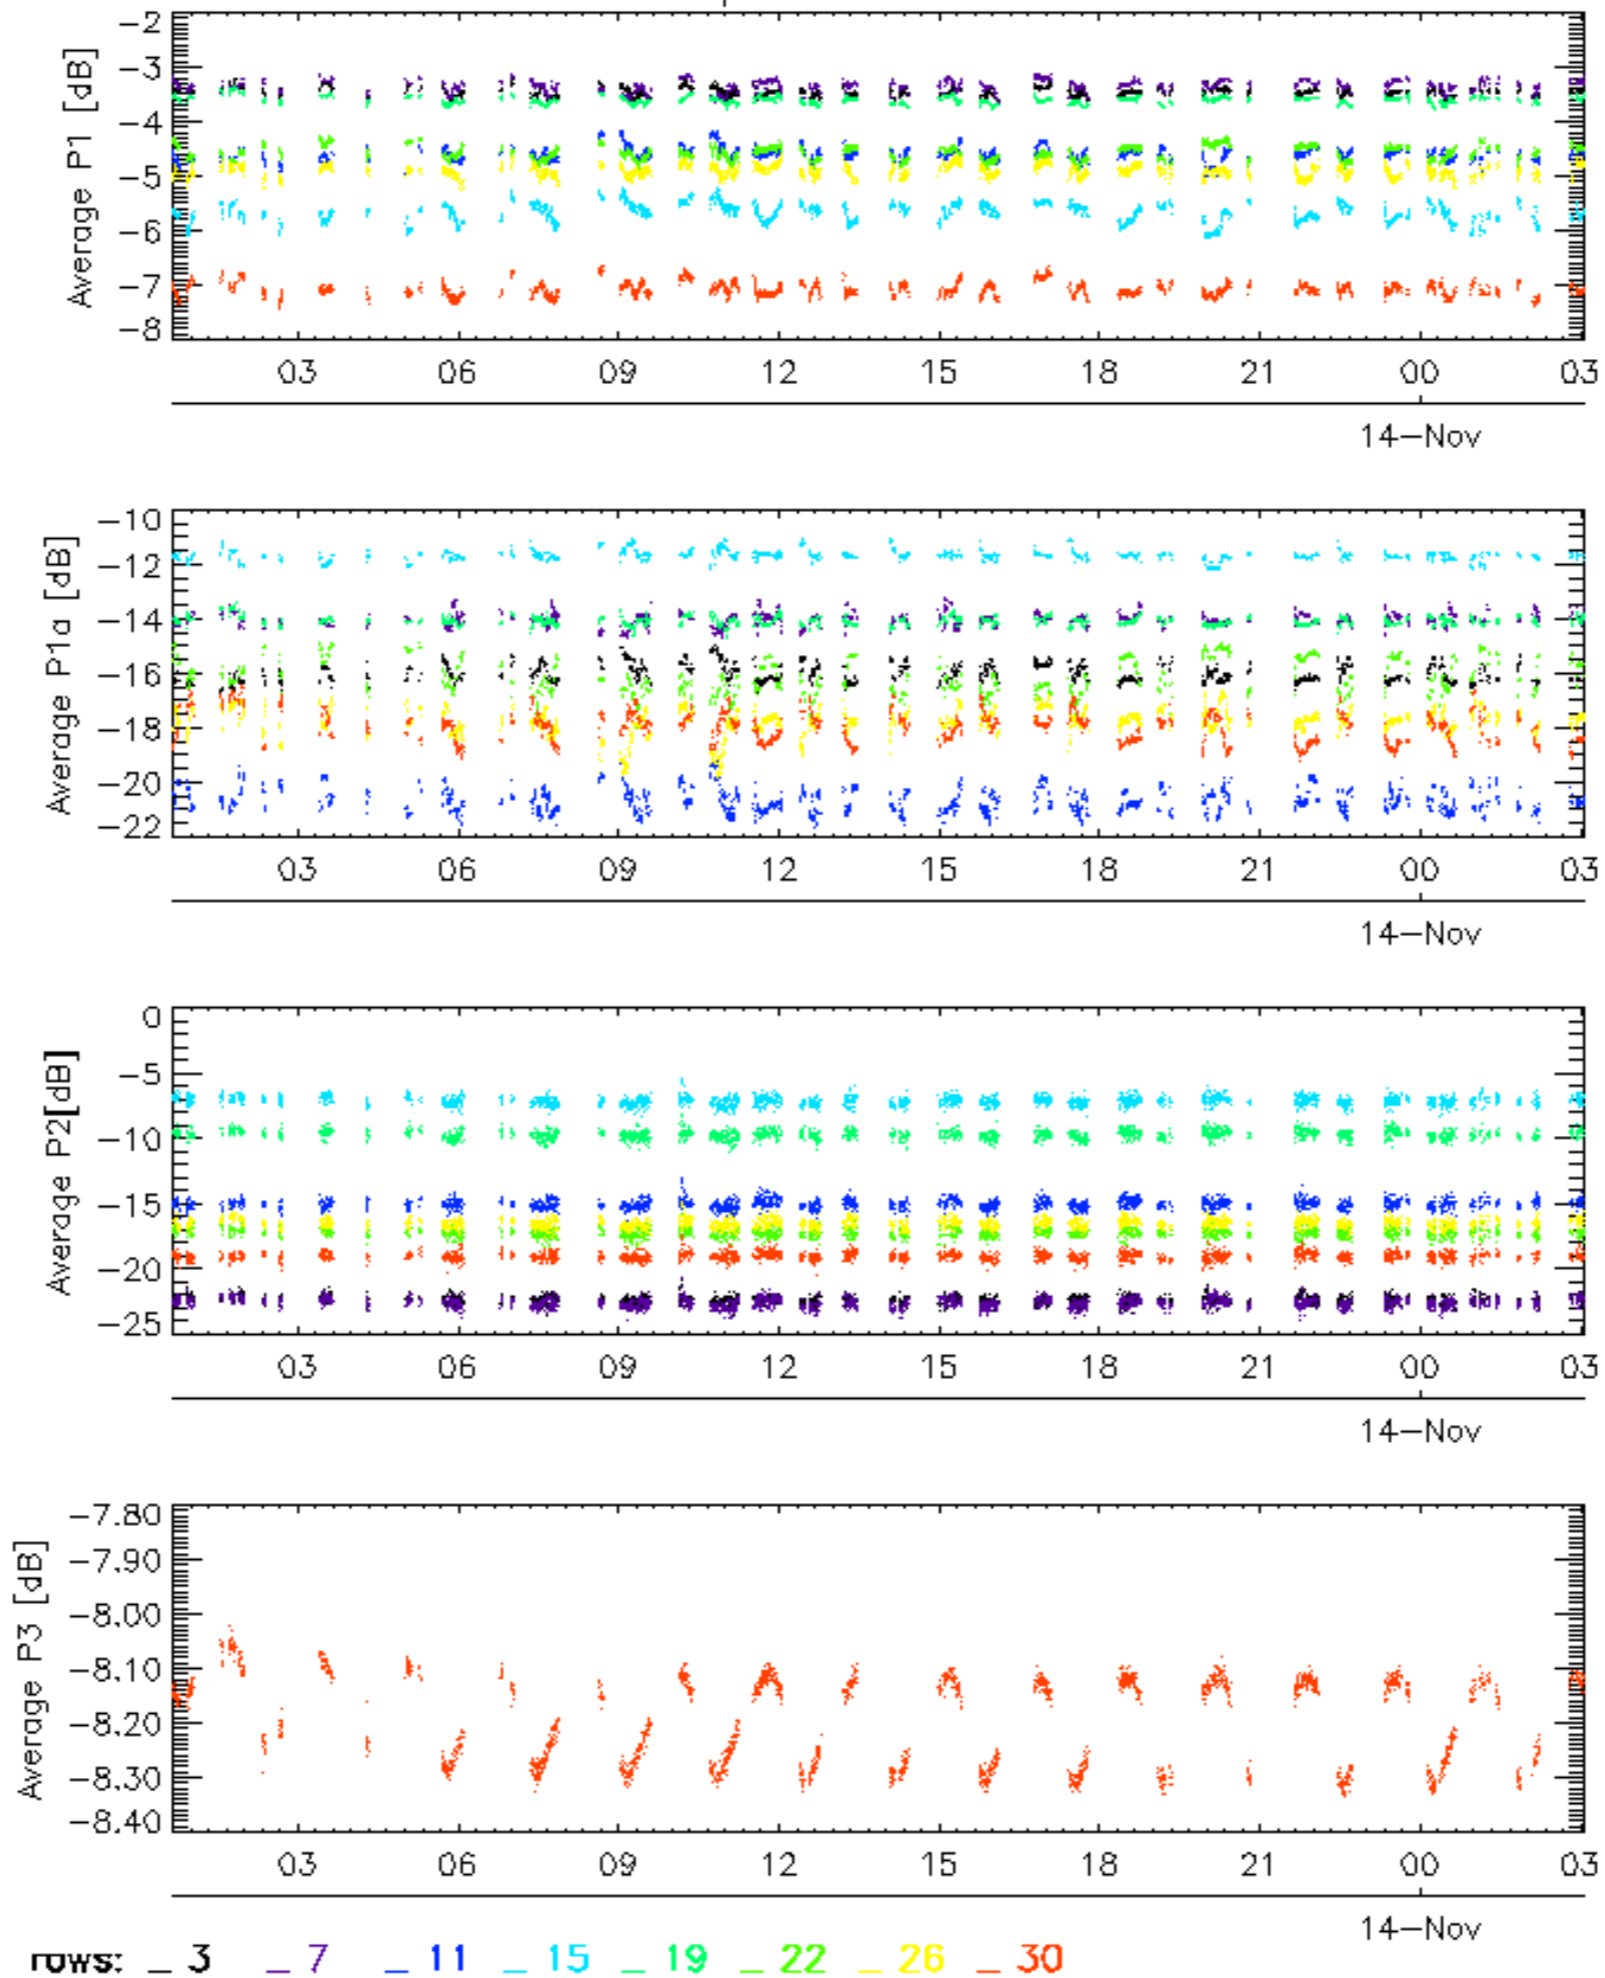 Average P1 [dB]
-2
-3
-4
-5
-6
-7
-8
03 06 09 12 15 18 21 00 03
14-Nov
Average P1a [dB]
-10
-12
-14
-16
-18
-20
-22
03 06 09 12 15 18 21 00 03
14-Nov
Average P2[dB]
0
-5
-10
-15
-20
-25
03 06 09 12 15 18 21 00 03
14-Nov
Average P3 [dB]
-7.80
-7.90
-8.00
-8.10
-8.20
-8.30
-8.40
03 06 09 12 15 18 21 00 03
14-Nov
rows: _ 3 _ 7 _ 11 _ 15 _ 19 _ 22 _ 26 _ 30